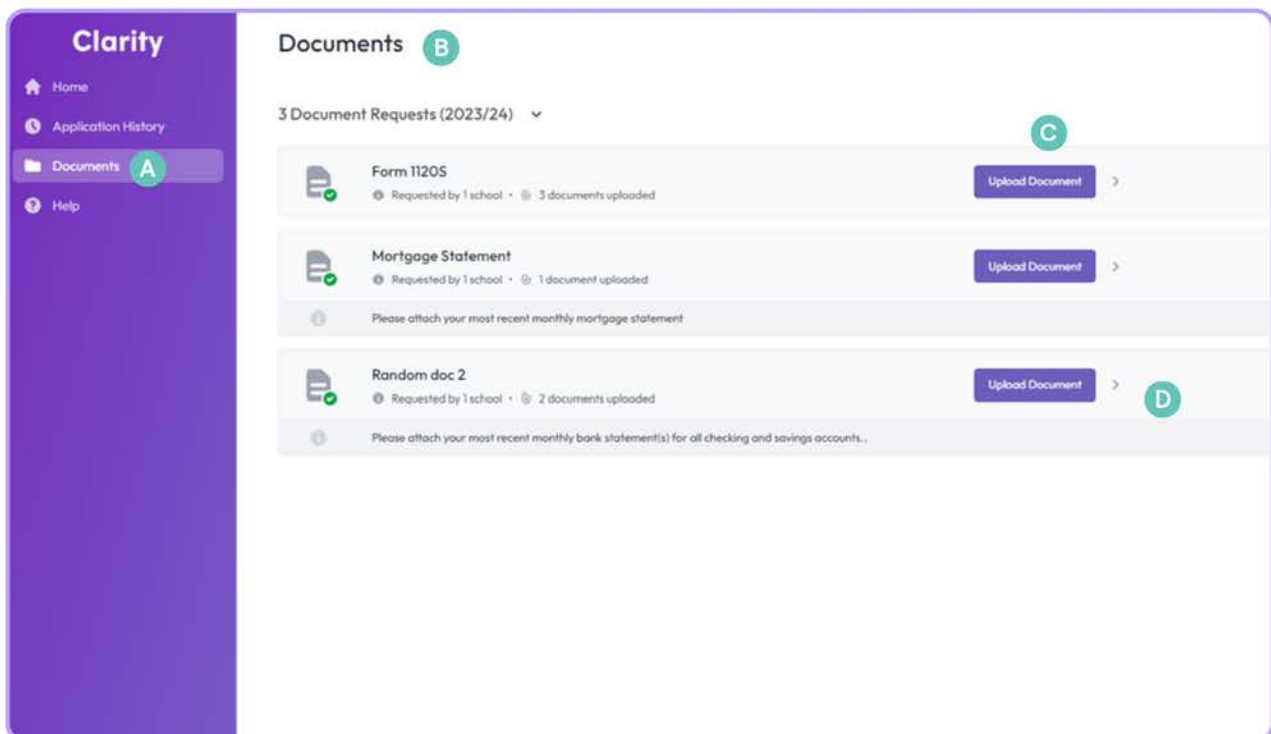 Clarity
Home
Application History
Documents A
Help
Documents B
3 Document Requests (2023/24)
C
Form 1120S
Requested by 1 school • 3 documents uploaded
Upload Document
Mortgage Statement
Requested by 1 school • 1 document uploaded
Upload Document
Please attach your most recent monthly mortgage statement
Random doc 2
Requested by 1 school • 2 documents uploaded
Upload Document
D
Please attach your most recent monthly bank statement(s) for all checking and savings accounts..